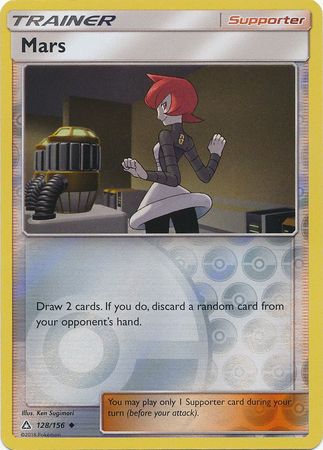 TRAINER Supporter
Mars
Draw 2 cards. If you do, discard a random card from
your opponent's hand.
You may play only 1 Supporter card during your
turn (before your attack).
Illus. Ken Sugimori
128/156
©2018 Pokémon